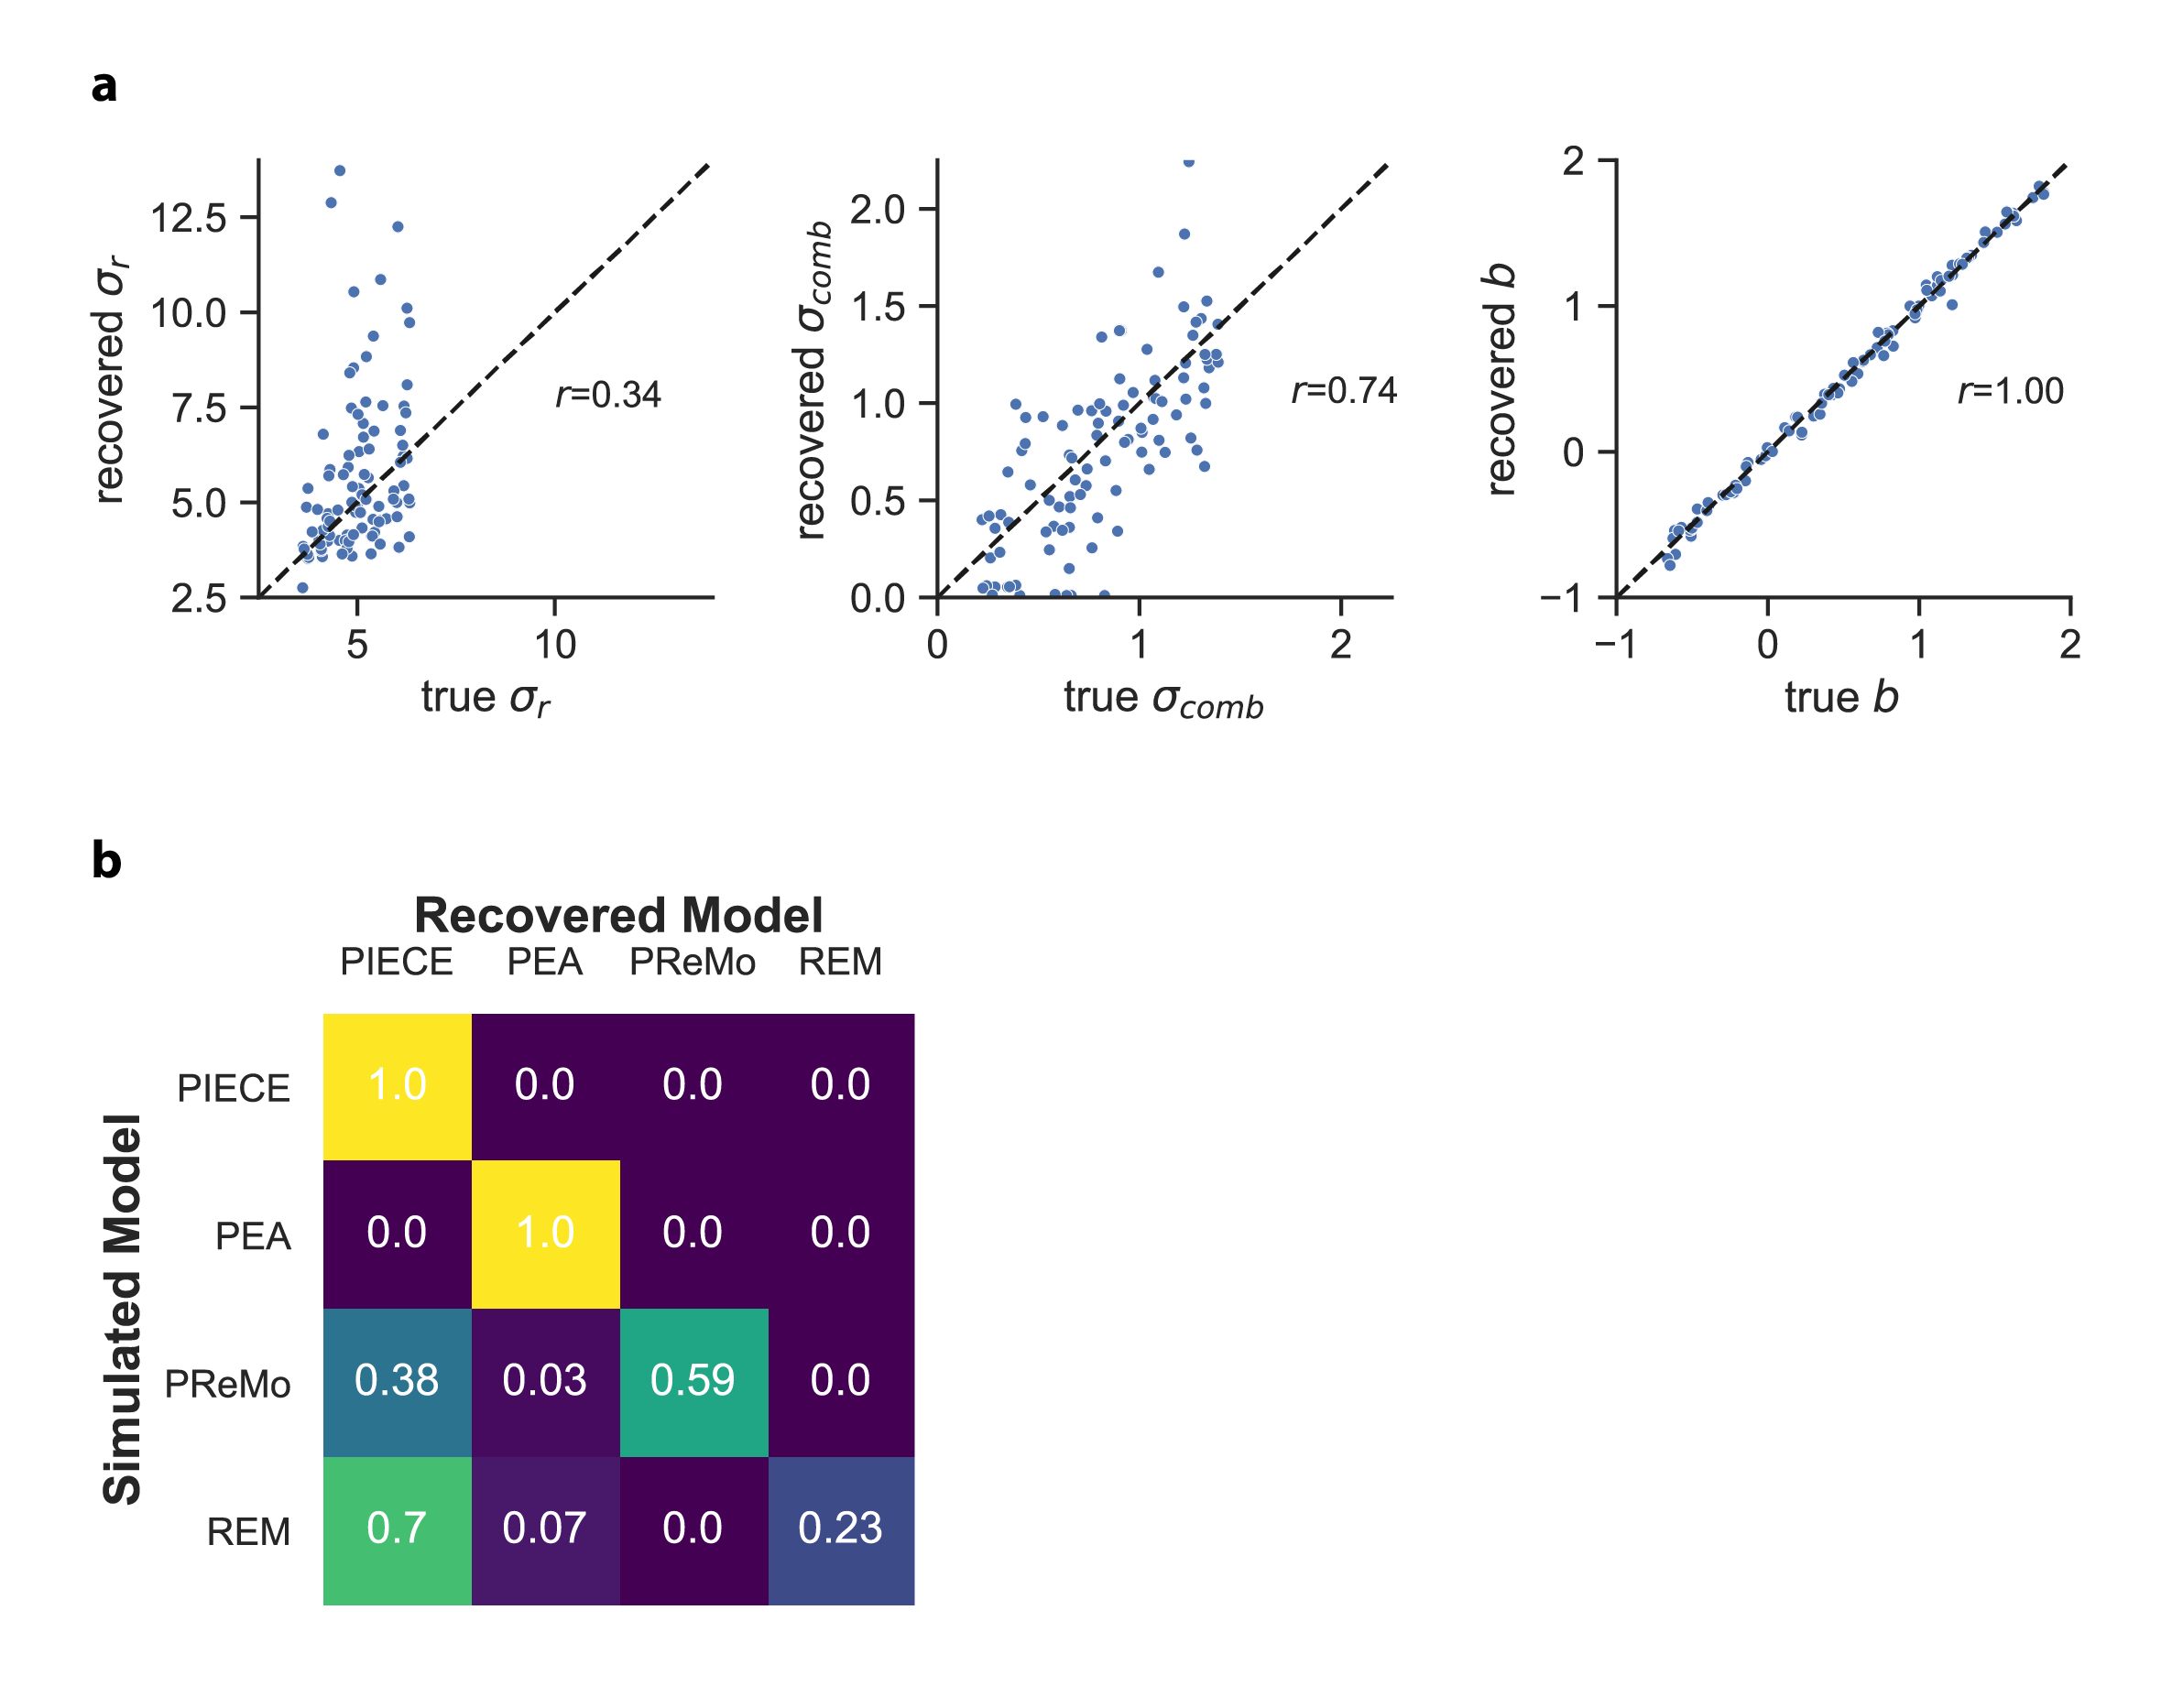 a
12.5
10.0
7.5
5.0
2.5
5
10
recovered σr
true σr
r=0.34
2.0
1.5
1.0
0.5
0.0
0
1
2
recovered σcomb
true σcomb
r=0.74
2
1
0
−1
−1
0
1
2
recovered b
true b
r=1.00
b
Recovered Model
PIECE PEA PReMo REM
Simulated Model
PIECE 1.0 0.0 0.0 0.0
PEA 0.0 1.0 0.0 0.0
PReMo 0.38 0.03 0.59 0.0
REM 0.7 0.07 0.0 0.23